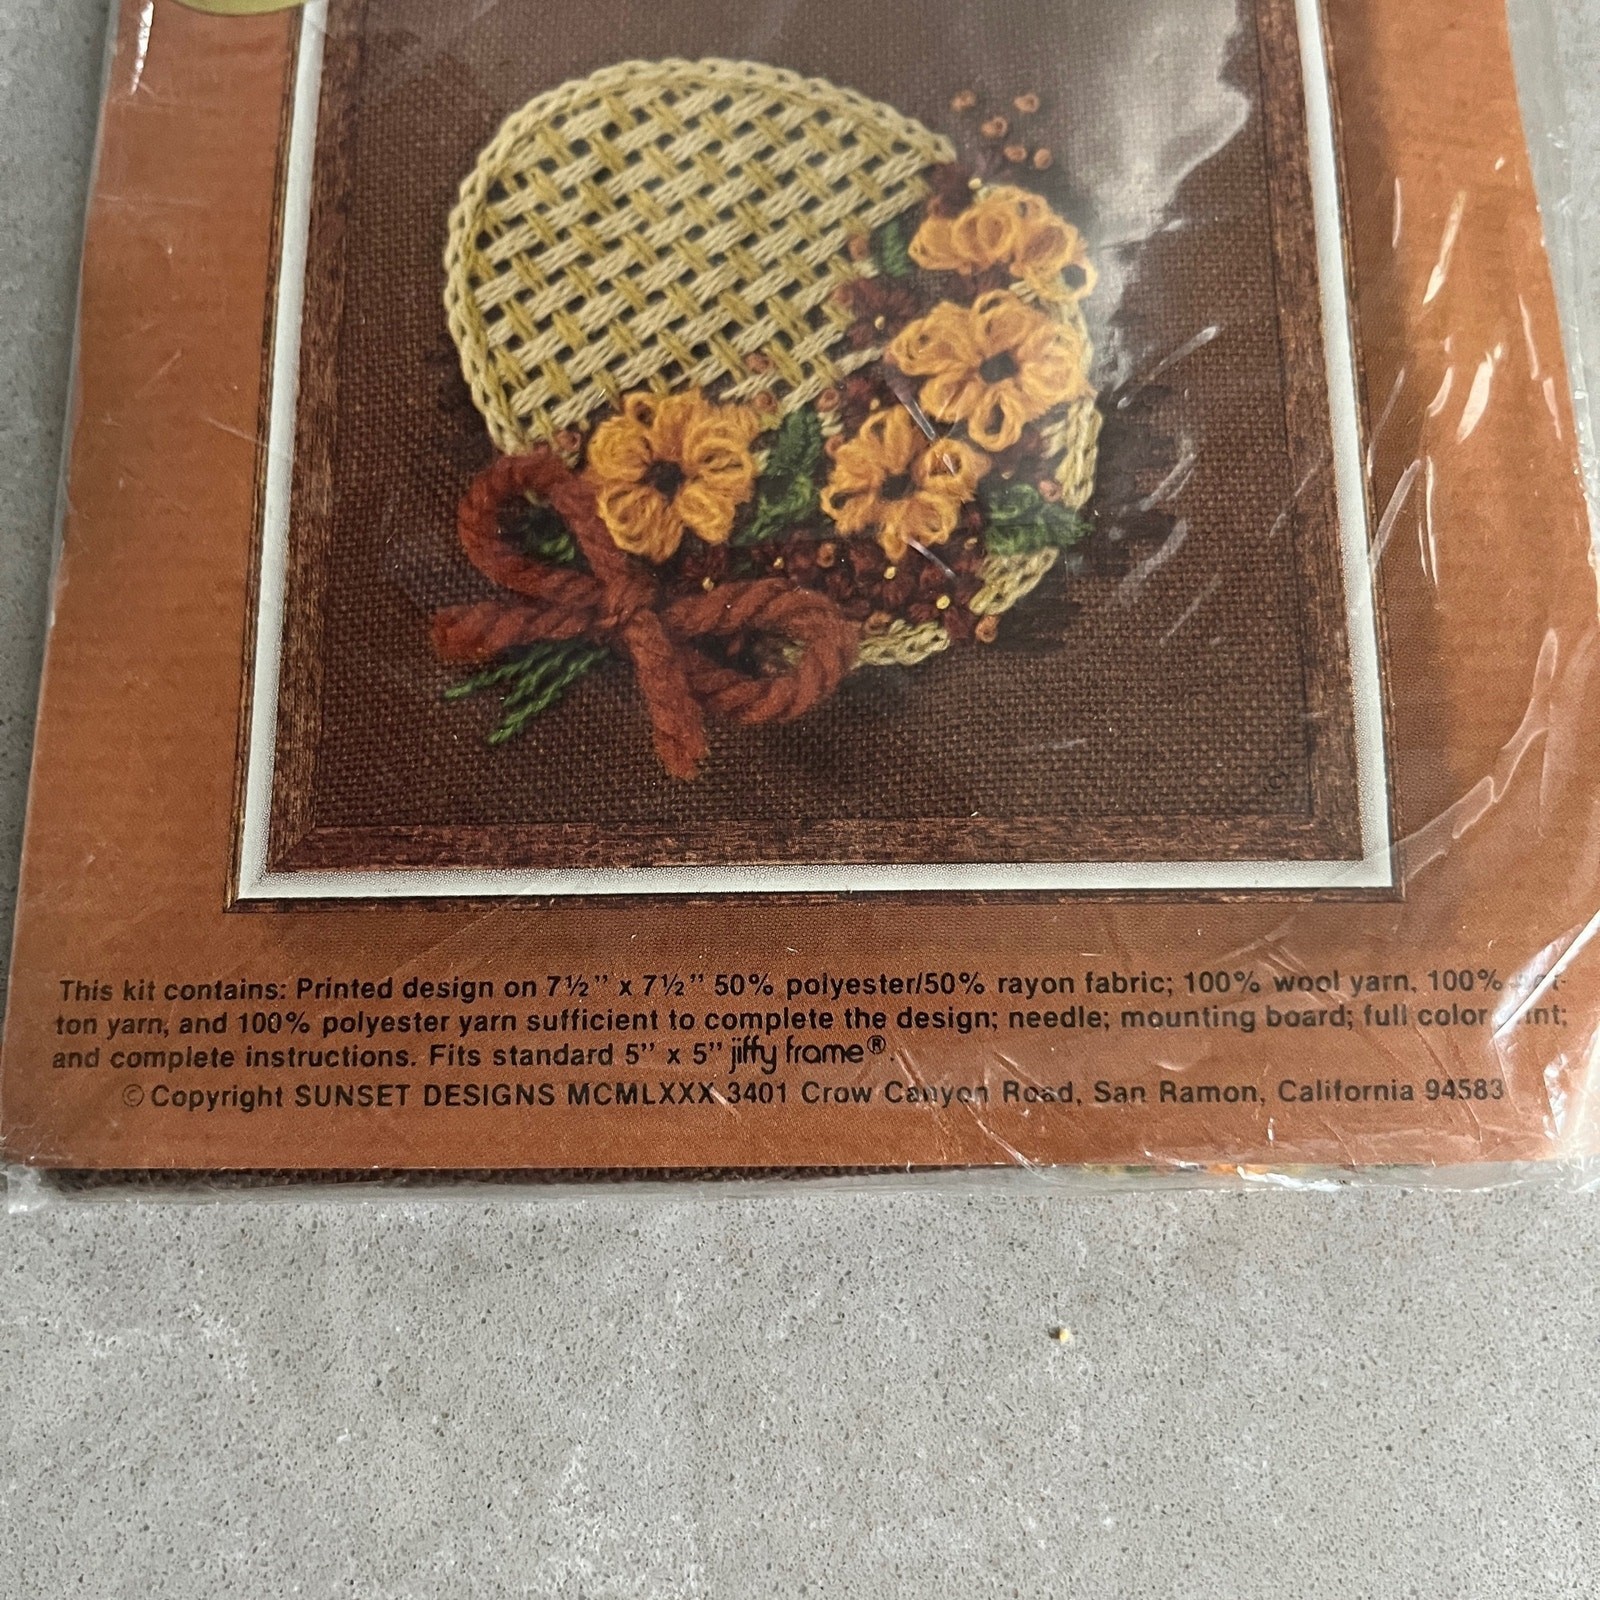 ©
This kit contains: Printed design on 7½" x 7½" 50% polyester/50% rayon fabric; 100% wool yarn, 100%
ton yarn, and 100% polyester yarn sufficient to complete the design; needle; mounting board; full color
and complete instructions. Fits standard 5" x 5" jiffy frame®.
© Copyright SUNSET DESIGNS MCMLXXX 3401 Crow Canyon Road, San Ramon, California 94583